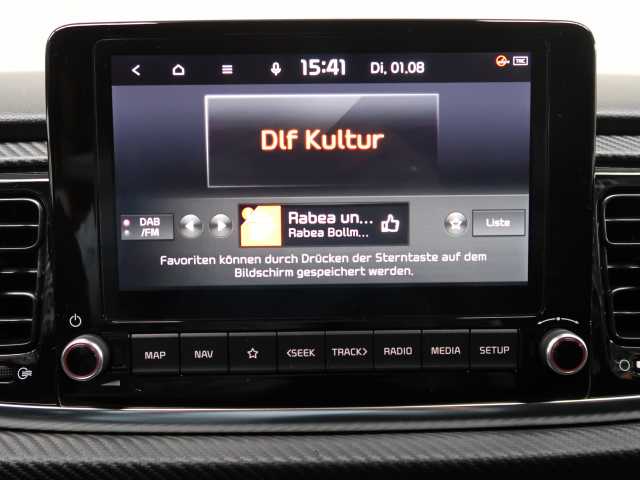 15:41 Di, 01.08
Dlf Kultur
DAB
/FM
Rabea un...
Rabea Bollm...
Liste
Favoriten können durch Drücken der Sterntaste auf dem
Bildschirm gespeichert werden.
MAP NAV <SEEK TRACK> RADIO MEDIA SETUP